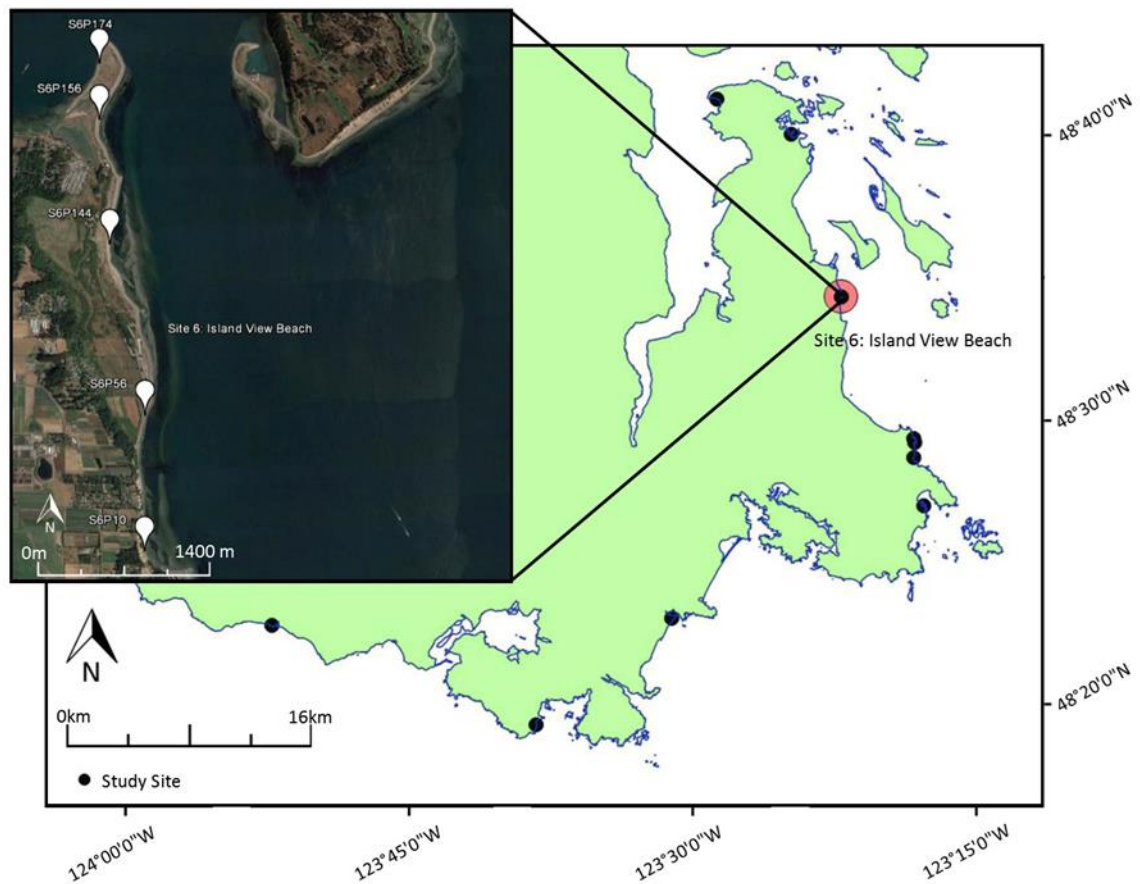 S6P174
S6P156
S6P144
Site 6: Island View Beach
S6P56
S6P10
N
0m
1400 m
Site 6: Island View Beach
48°40'0"N
48°30'0"N
48°20'0"N
N
0km
16km
Study Site
124°00'0"W
123°45'0"W
123°30'0"W
123°15'0"W